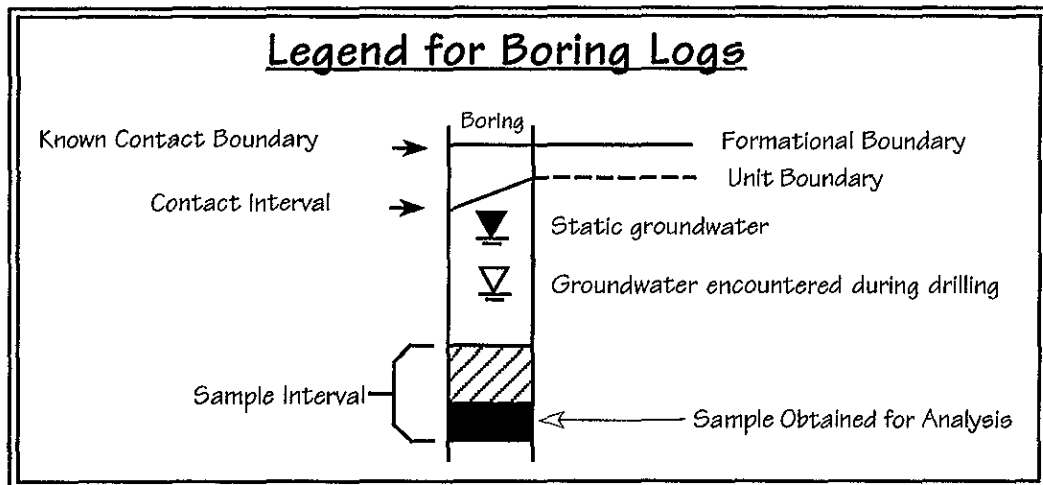 Legend for Boring Logs
Boring
Known Contact Boundary
Formational Boundary
Unit Boundary
Contact Interval
Static groundwater
Groundwater encountered during drilling
Sample Interval
Sample Obtained for Analysis